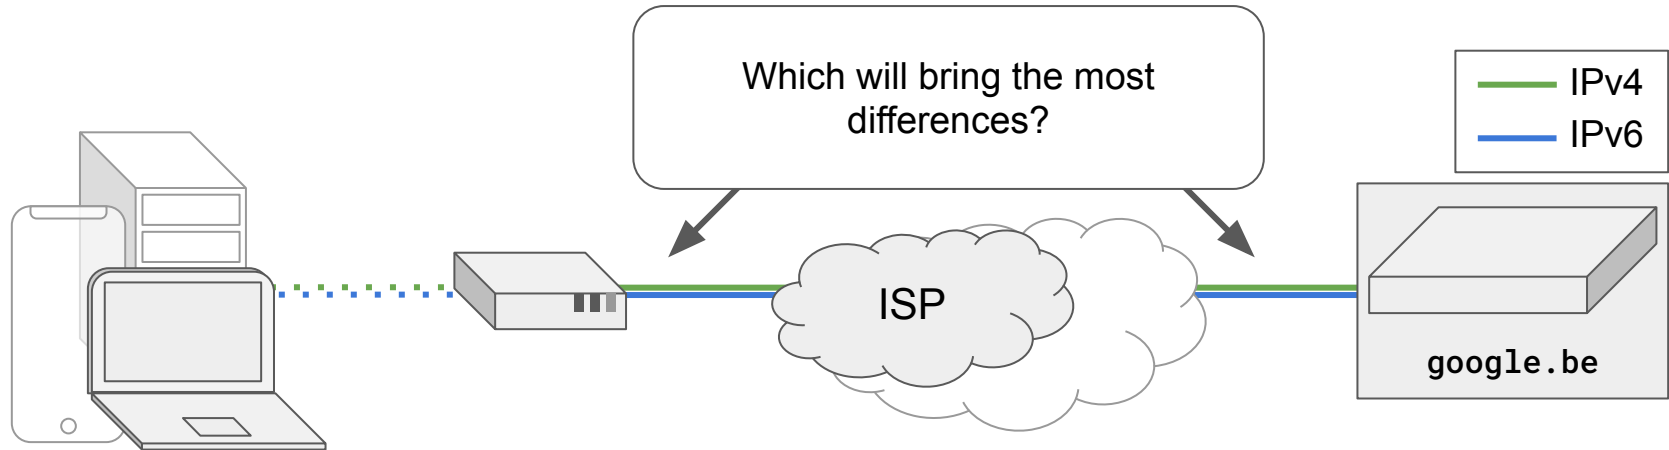 Which will bring the most
differences?
IPv4
IPv6
ISP
google.be